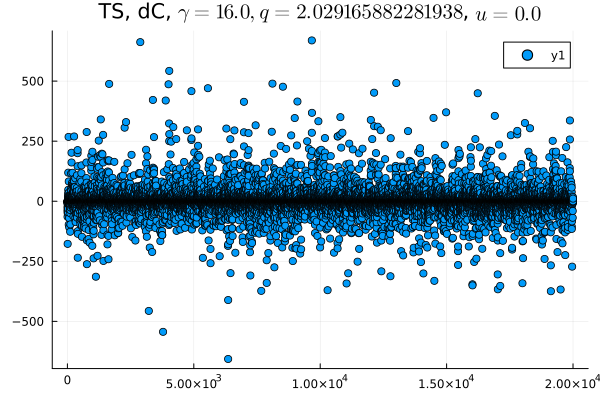 TS, dC, γ = 16.0, q = 2.029165882281938, u = 0.0
y1
500
250
0
−250
−500
0 5.00×10³ 1.00×10⁴ 1.50×10⁴ 2.00×10⁴